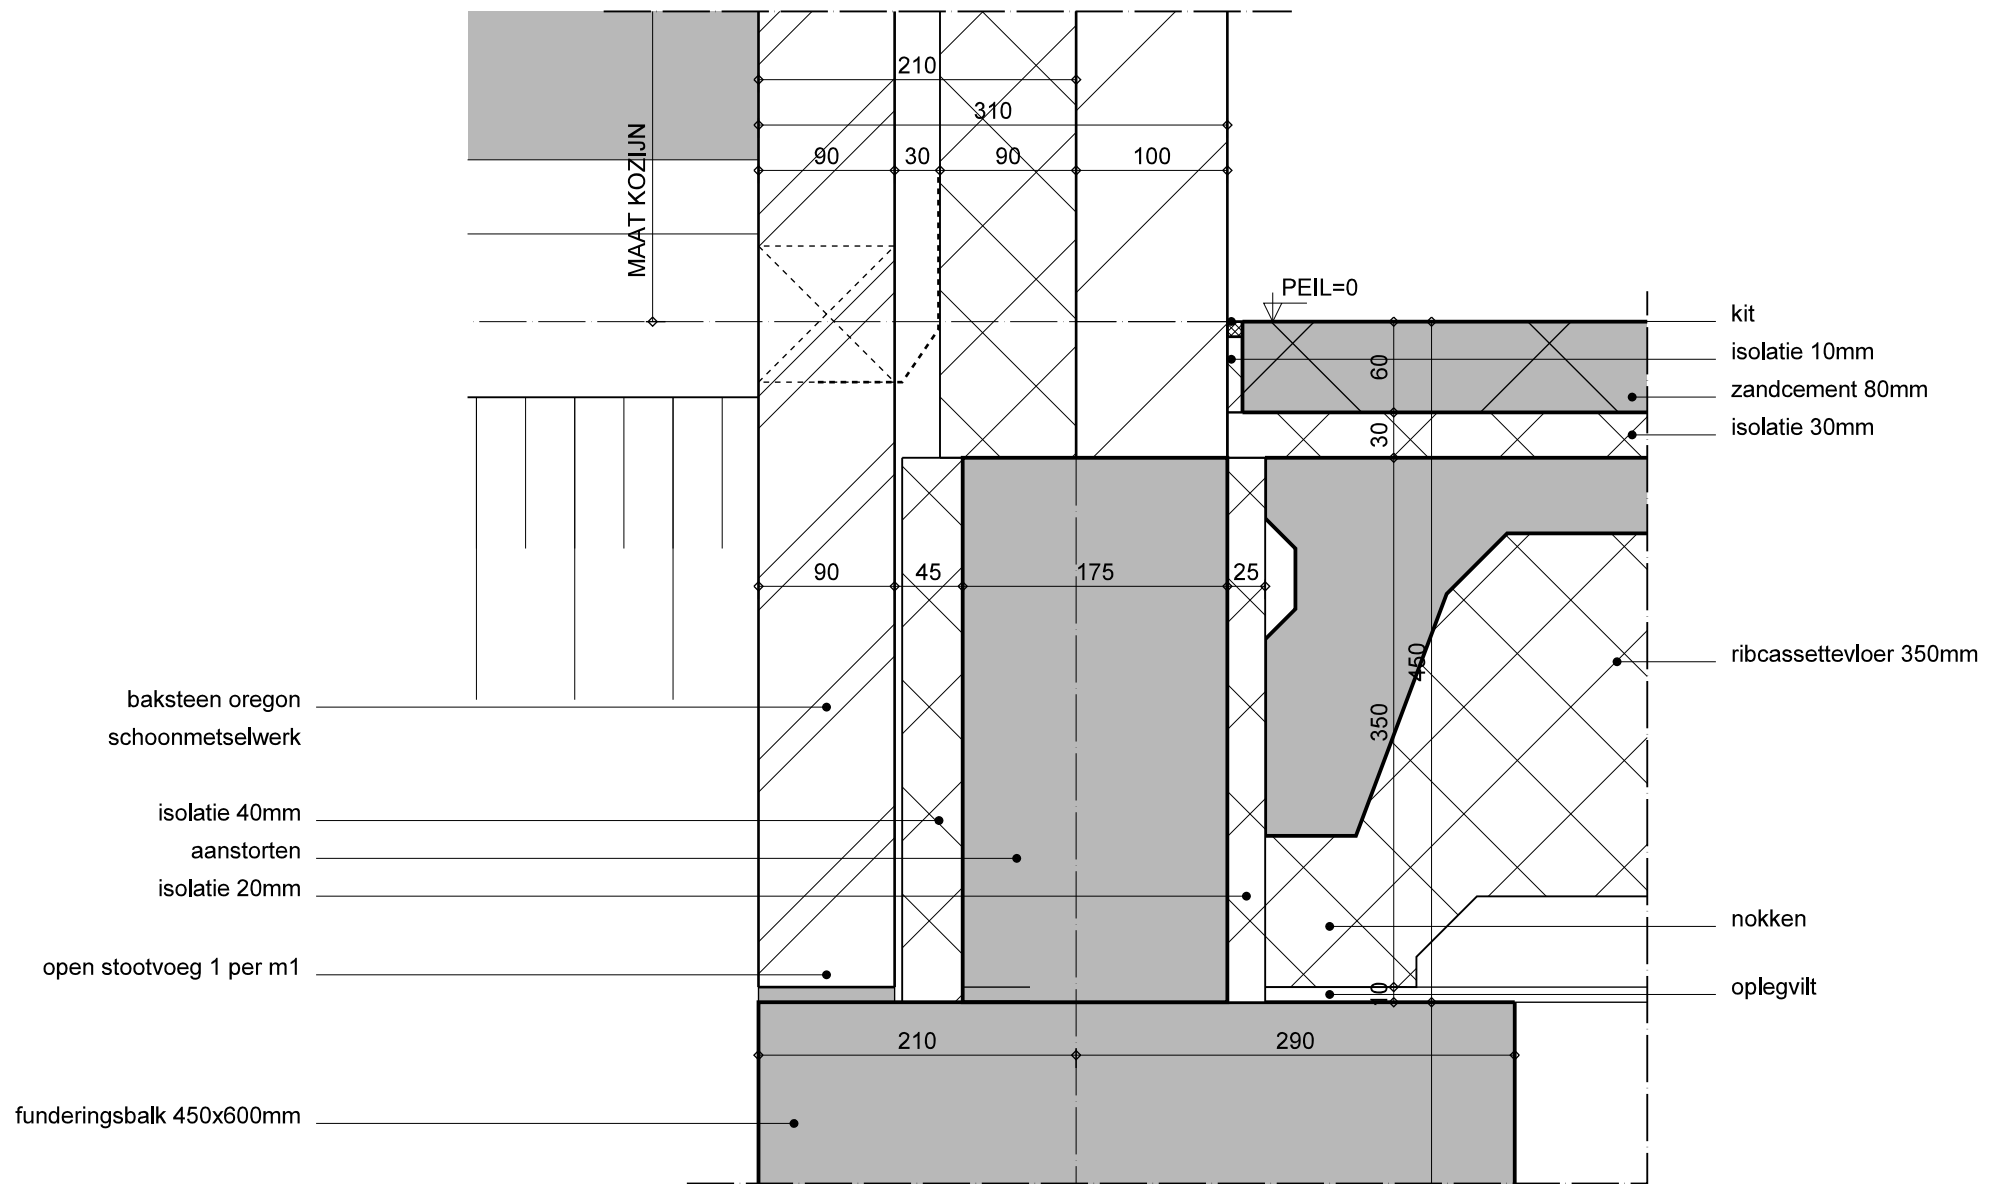 210
310
90 30 90 100
MAAT KOZIJN
PEIL=0
kit
isolatie 10mm
60
zandcement 80mm
30
isolatie 30mm
90 45 175 25
450
ribcassettevloer 350mm
350
baksteen oregon
schoonmetselwerk
isolatie 40mm
aanstorten
isolatie 20mm
nokken
open stootvoeg 1 per m1
oplegvilt
10
210 290
funderingsbalk 450x600mm